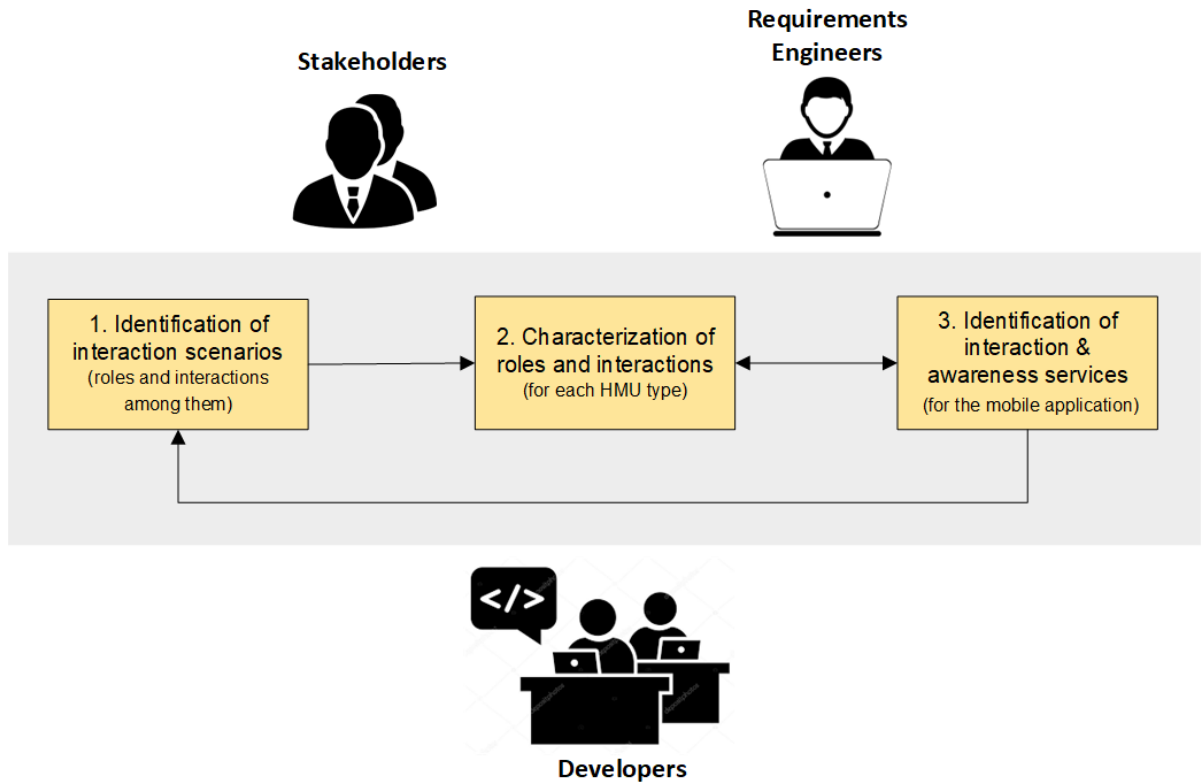 Stakeholders
Requirements
Engineers
1. Identification of
interaction scenarios
(roles and interactions
among them)
2. Characterization of
roles and interactions
(for each HMU type)
3. Identification of
interaction &
awareness services
(for the mobile application)
</>
Developers